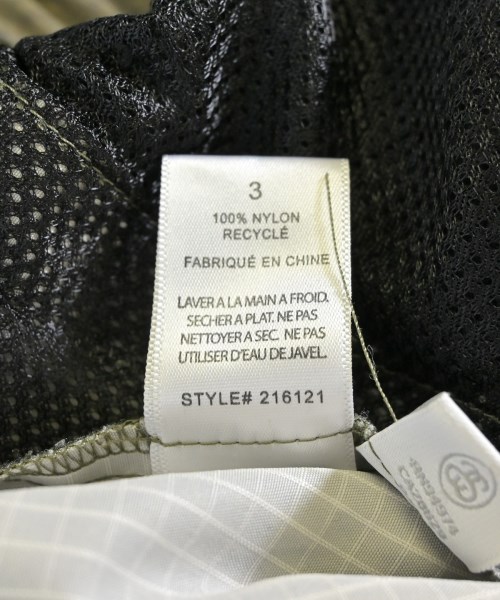 3
100% NYLON
RECYCLÉ
FABRIQUÉ EN CHINE
LAVER A LA MAIN A FROID.
SECHER A PLAT. NE PAS
NETTOYER A SEC. NE PAS
UTILISER D'EAU DE JAVEL.
STYLE# 216121